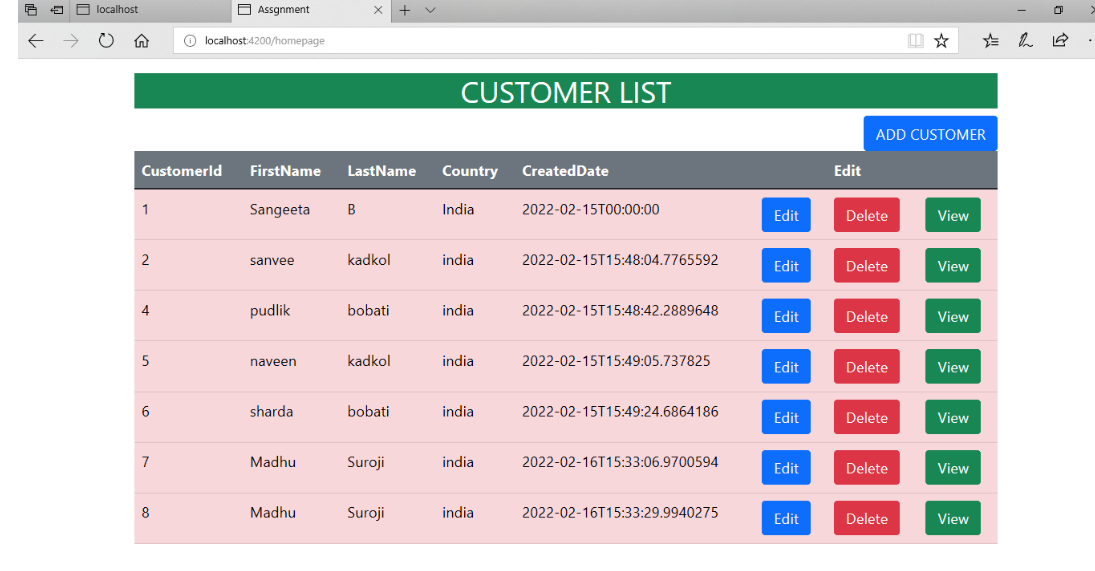 localhost Assgnment
localhost:4200/homepage
CUSTOMER LIST
ADD CUSTOMER
CustomerId FirstName LastName Country CreatedDate Edit
1 Sangeeta B India 2022-02-15T00:00:00 Edit Delete View
2 sanvee kadkol india 2022-02-15T15:48:04.7765592 Edit Delete View
4 pudlik bobati india 2022-02-15T15:48:42.2889648 Edit Delete View
5 naveen kadkol india 2022-02-15T15:49:05.737825 Edit Delete View
6 sharda bobati india 2022-02-15T15:49:24.6864186 Edit Delete View
7 Madhu Suroji india 2022-02-16T15:33:06.9700594 Edit Delete View
8 Madhu Suroji india 2022-02-16T15:33:29.9940275 Edit Delete View